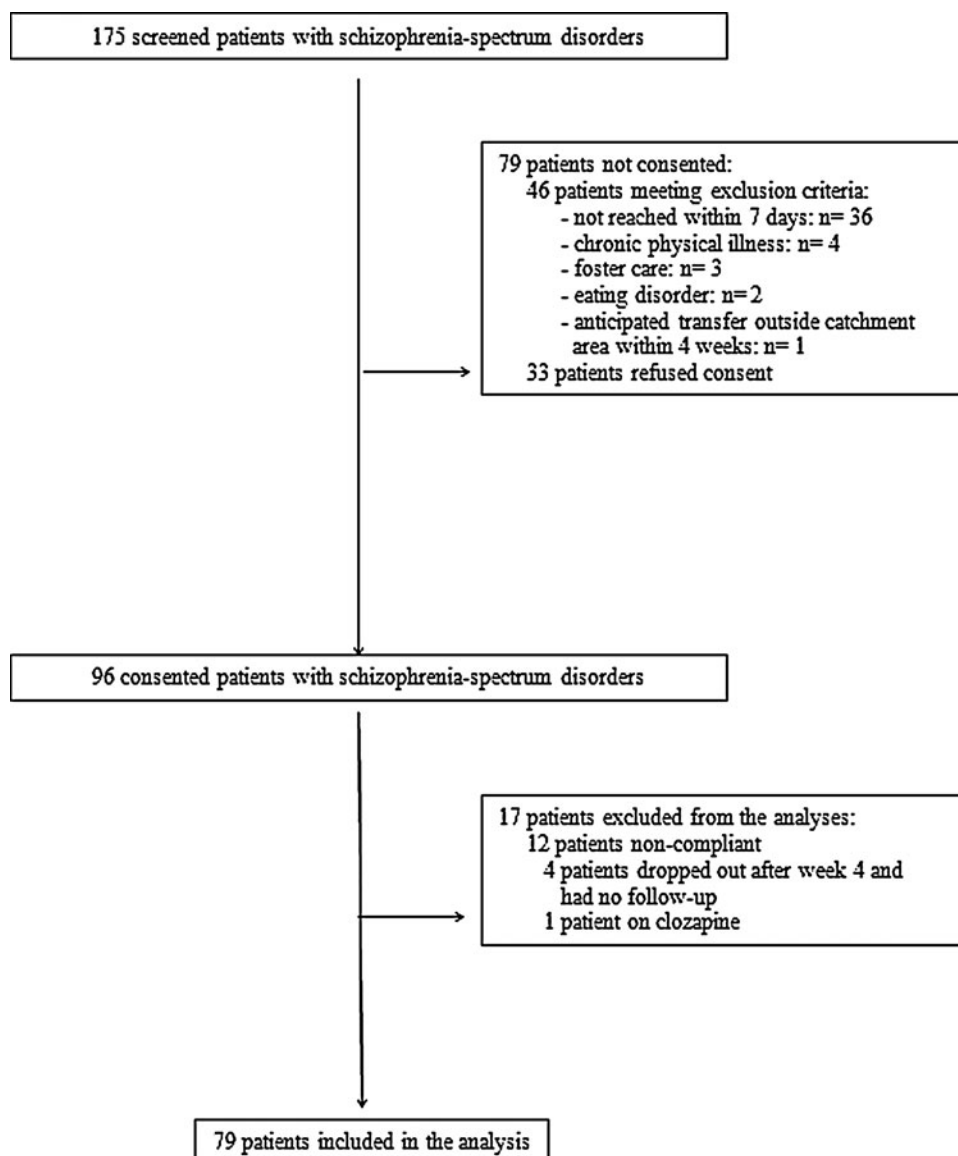 175 screened patients with schizophrenia-spectrum disorders
79 patients not consented:
46 patients meeting exclusion criteria:
- not reached within 7 days: n= 36
- chronic physical illness: n= 4
- foster care: n= 3
- eating disorder: n=2
- anticipated transfer outside catchment
area within 4 weeks: n= 1
33 patients refused consent
96 consented patients with schizophrenia-spectrum disorders
17 patients excluded from the analyses:
12 patients non-compliant
4 patients dropped out after week 4 and
had no follow-up
1 patient on clozapine
79 patients included in the analysis